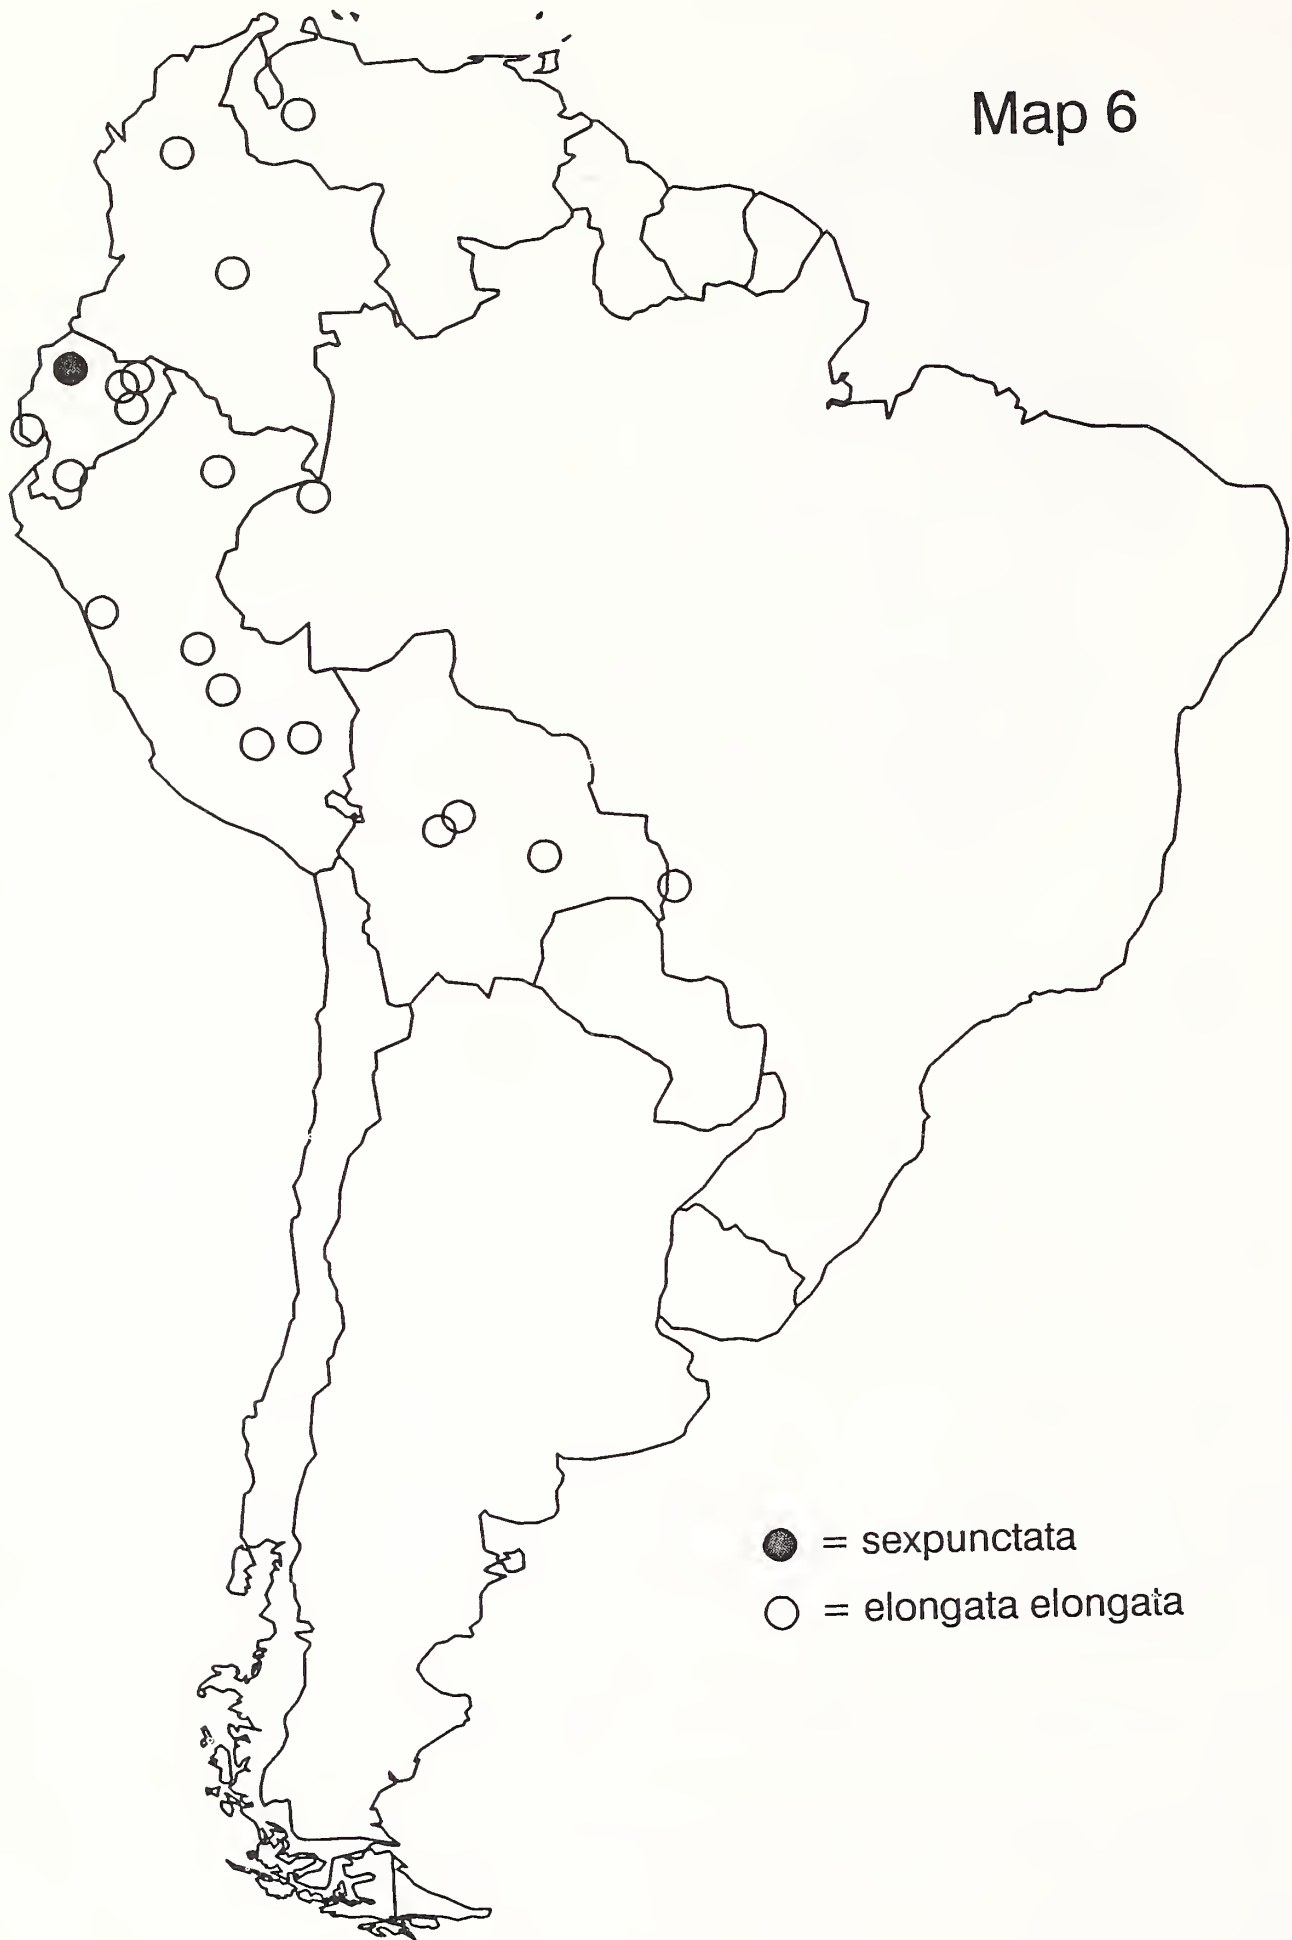 Map 6
= sexpunctata
= elongata elongata